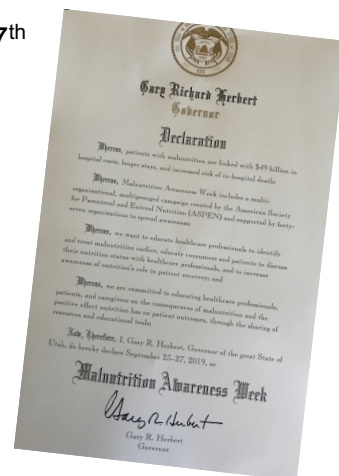 7th
Gary Richard Herbert
Governor
Declaration
Whereas, patients with malnutrition are linked with $49 billion in
hospital costs, longer stays, and increased risk of in-hospital death;
Whereas, Malnutrition Awareness Week includes a multi-
organizational, multipronged campaign created by the American Society
for Parenteral and Enteral Nutrition (ASPEN) and supported by forty-
seven organizations to spread awareness;
Whereas, we want to educate healthcare professionals to identify
and treat malnutrition earlier, educate consumers and patients to discuss
their nutrition status with healthcare professionals, and to increase
awareness of nutrition's role in patient recovery; and
Whereas, we are committed to educating healthcare professionals,
patients, and caregivers on the consequences of malnutrition and the
positive effect nutrition has on patient outcomes, through the sharing of
resources and educational tools;
Now, Therefore, I, Gary R. Herbert, Governor of the great State of
Utah, do hereby declare September 23-27, 2019, as
Malnutrition Awareness Week
Gary R. Herbert
Gary R. Herbert
Governor